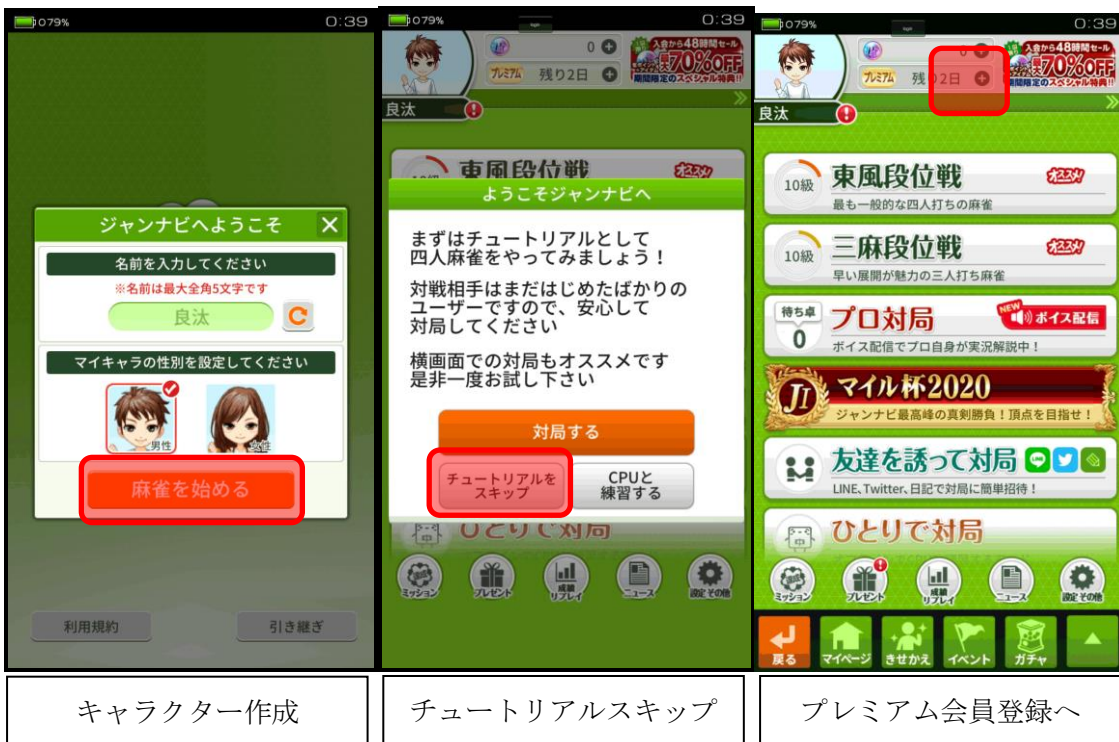 079%
0:39
ジャンナビへようこそ
×
名前を入力してください
※名前は最大全角5文字です
良汰
マイキャラの性別を設定してください
男性
女性
麻雀を始める
利用規約
引き継ぎ
キャラクター作成
079%
login
0:39
0
入会から48時間セール
最大70%OFF
期間限定のスペシャル特典!!
プレミアム
残り2日
良汰
東風段位戦
オススメ
ようこそジャンナビへ
まずはチュートリアルとして
四人麻雀をやってみましょう！
対戦相手はまだはじめたばかりの
ユーザーですので、安心して
対局してください
横画面での対局もオススメです
是非一度お試し下さい
対局する
チュートリアルを
スキップ
CPUと
練習する
ひとりで対局
ミッション
プレゼント
成績
リプレイ
ニュース
設定 その他
チュートリアルスキップ
079%
login
0:39
0
入会から48時間セール
最大70%OFF
期間限定のスペシャル特典!!
プレミアム
残り2日
良汰
10級
東風段位戦
オススメ
最も一般的な四人打ちの麻雀
10級
三麻段位戦
オススメ
早い展開が魅力の三人打ち麻雀
待ち卓
0
プロ対局
NEW
ボイス配信
ボイス配信でプロ自身が実況解説中！
JI
マイル杯2020
ジャンナビ最高峰の真剣勝負！頂点を目指せ！
友達を誘って対局
LINE
LINE、Twitter、日記で対局に簡単招待！
中
ひとりで対局
ミッション
プレゼント
成績
リプレイ
ニュース
設定 その他
戻る
マイページ
きせかえ
イベント
ガチャ
プレミアム会員登録へ